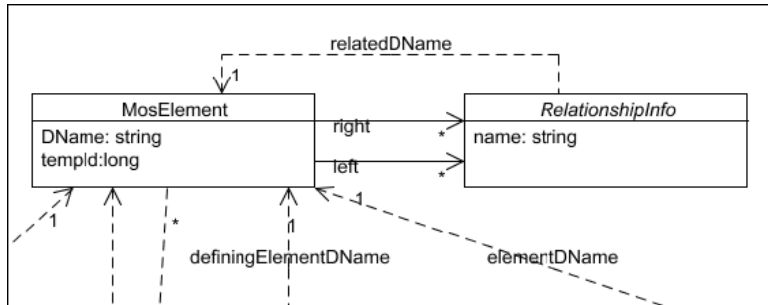 relatedDName
1
MosElement
RelationshipInfo
DName: string
tempId:long
right
*
name: string
left
*
1
*
1
1
definingElementDName
elementDName